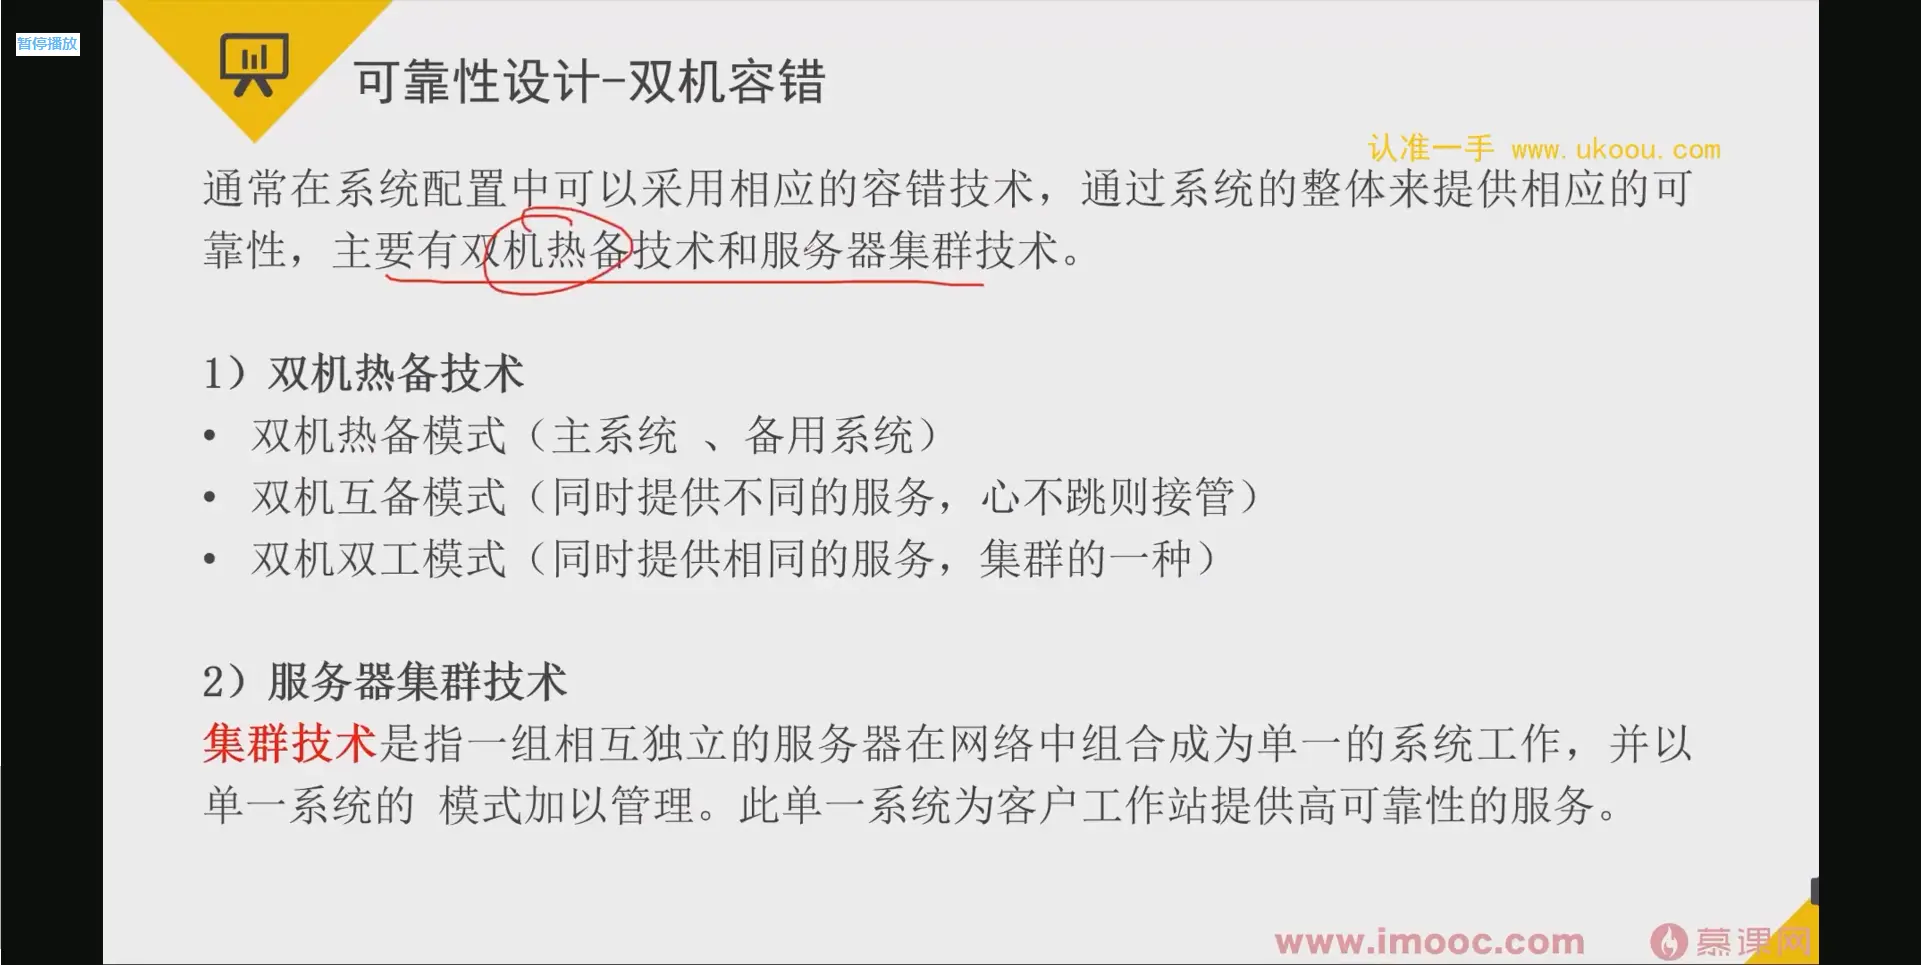 暂停播放
可靠性设计-双机容错
认准一手 www.ukoou.com
通常在系统配置中可以采用相应的容错技术，通过系统的整体来提供相应的可
靠性，主要有双机热备技术和服务器集群技术。
1）双机热备技术
• 双机热备模式（主系统 、备用系统）
• 双机互备模式（同时提供不同的服务，心不跳则接管）
• 双机双工模式（同时提供相同的服务，集群的一种）
2）服务器集群技术
集群技术是指一组相互独立的服务器在网络中组合成为单一的系统工作，并以
单一系统的 模式加以管理。此单一系统为客户工作站提供高可靠性的服务。
www.imooc.com 慕课网